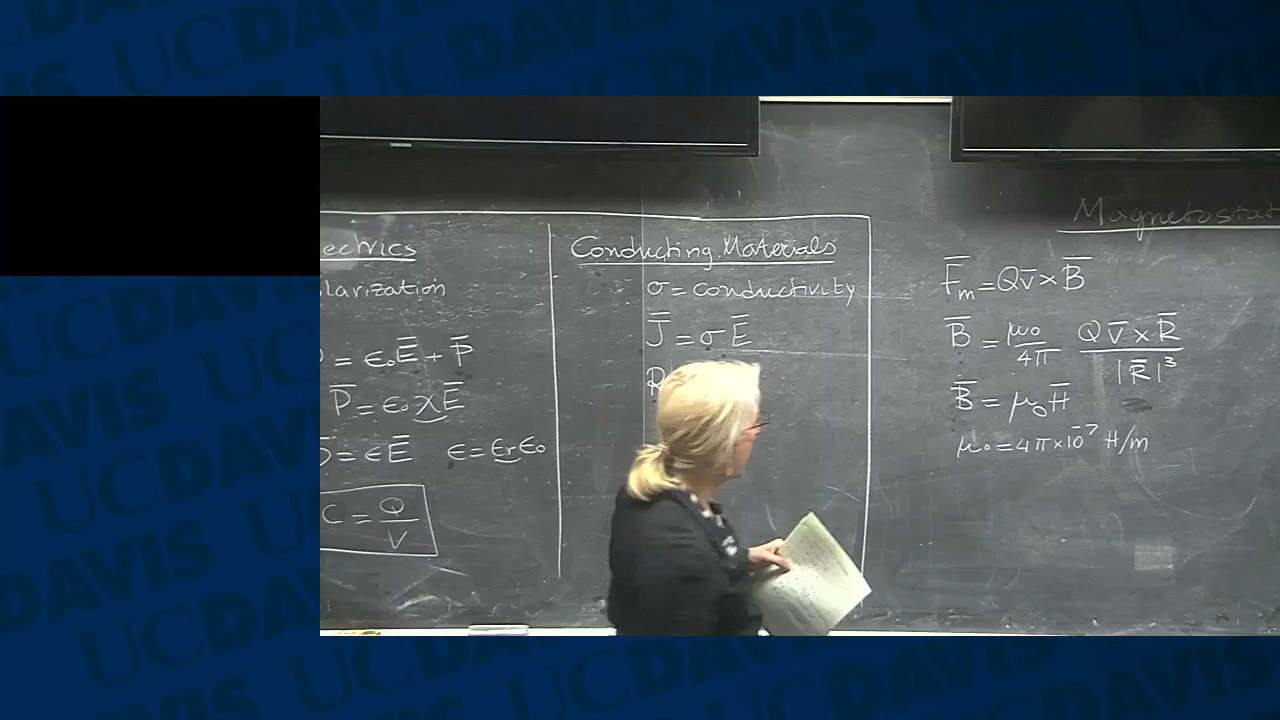 UCDAVIS
SAMSUNG
ectrics
larization
D̅ = ϵ₀E̅ + P̅
P̅ = ϵ₀χE̅
D̅ = ϵE̅ ϵ = ϵrϵ₀
C = Q/V
Conducting Materials
σ = conductivity
J̅ = σE̅
R
Magnetostat
F̅m = Qv̅ × B̅
B̅ = μ₀/4π Qv̅ × R̅/|R̅|³
B̅ = μ₀H̅
μ₀ = 4π×10⁻⁷ H/m